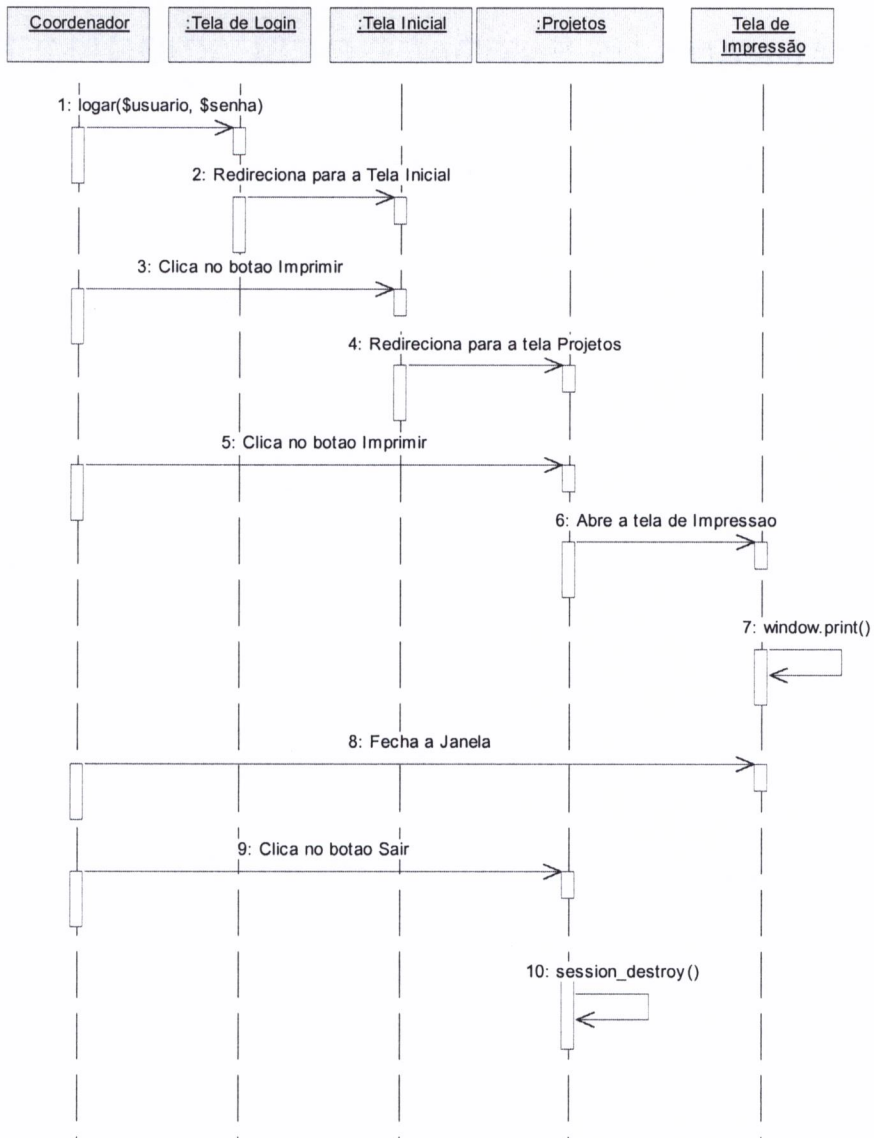 Coordenador
:Tela de Login
:Tela Inicial
:Projetos
Tela de
Impressão
1: logar($usuario, $senha)
2: Redireciona para a Tela Inicial
3: Clica no botao Imprimir
4: Redireciona para a tela Projetos
5: Clica no botao Imprimir
6: Abre a tela de Impressao
7: window.print()
8: Fecha a Janela
9: Clica no botao Sair
10: session_destroy()